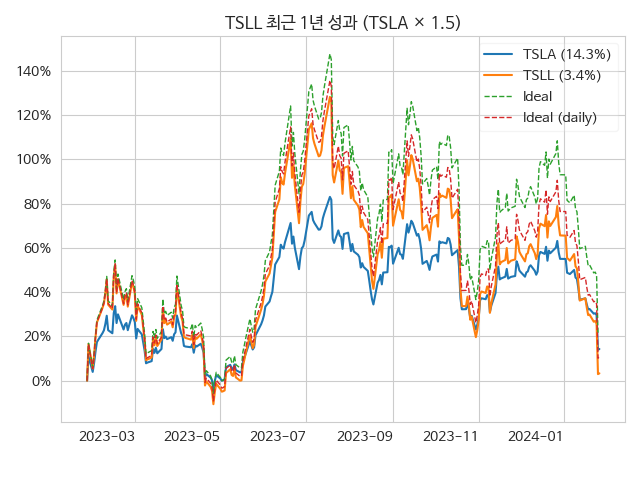 TSLL 최근 1년 성과 (TSLA × 1.5)
TSLA (14.3%)
TSLL (3.4%)
Ideal
Ideal (daily)
140%
120%
100%
80%
60%
40%
20%
0%
2023-03 2023-05 2023-07 2023-09 2023-11 2024-01